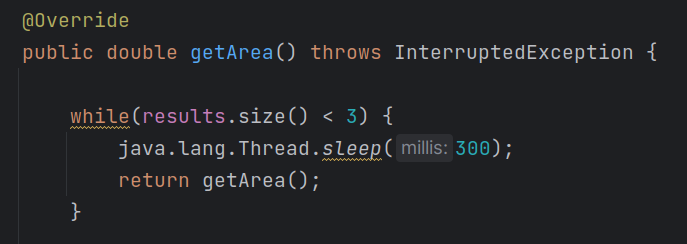 @Override
public double getArea() throws InterruptedException {
while(results.size() < 3) {
java.lang.Thread.sleep( millis: 300);
return getArea();
}